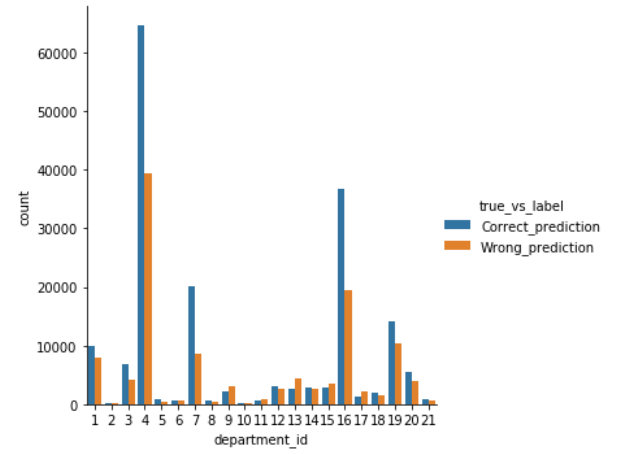 60000
50000
40000
30000
20000
10000
0
count
1 2 3 4 5 6 7 8 9 10 11 12 13 14 15 16 17 18 19 20 21
department_id
true_vs_label
Correct_prediction
Wrong_prediction